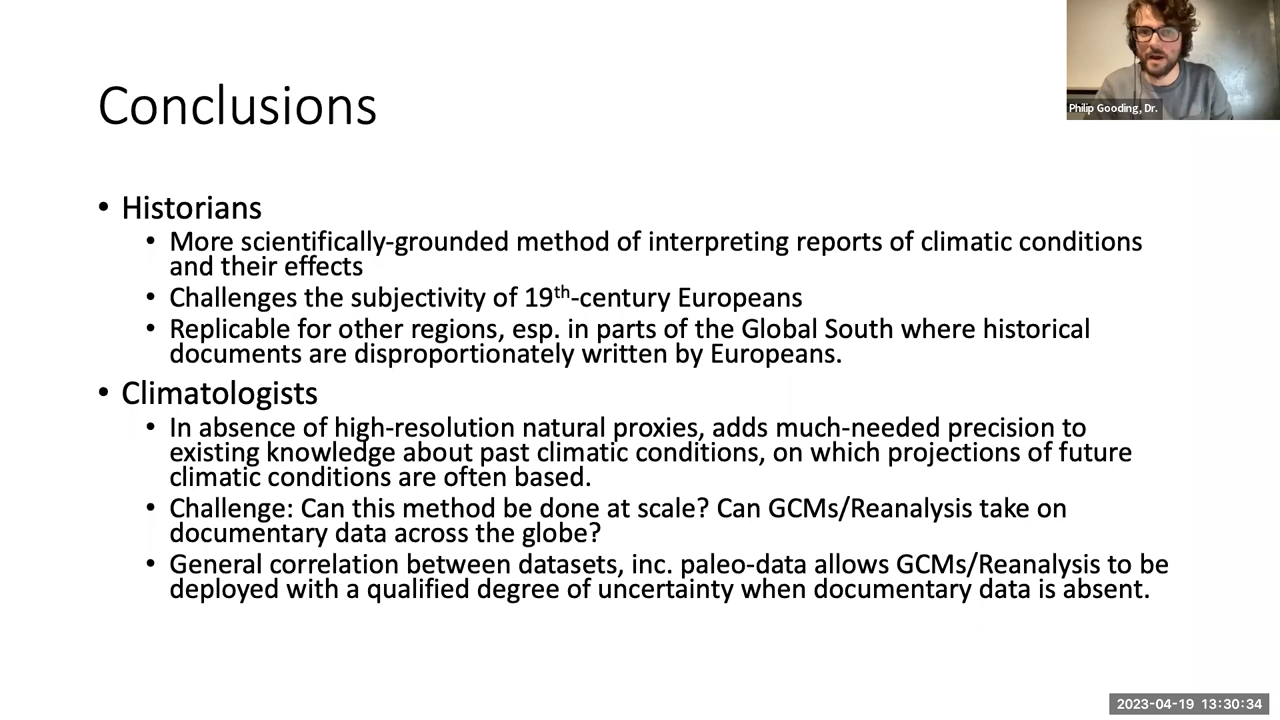 Conclusions
Philip Gooding, Dr.
• Historians
• More scientifically-grounded method of interpreting reports of climatic conditions
and their effects
• Challenges the subjectivity of 19th-century Europeans
• Replicable for other regions, esp. in parts of the Global South where historical
documents are disproportionately written by Europeans.
• Climatologists
• In absence of high-resolution natural proxies, adds much-needed precision to
existing knowledge about past climatic conditions, on which projections of future
climatic conditions are often based.
• Challenge: Can this method be done at scale? Can GCMs/Reanalysis take on
documentary data across the globe?
• General correlation between datasets, inc. paleo-data allows GCMs/Reanalysis to be
deployed with a qualified degree of uncertainty when documentary data is absent.
2023-04-19 13:30:34